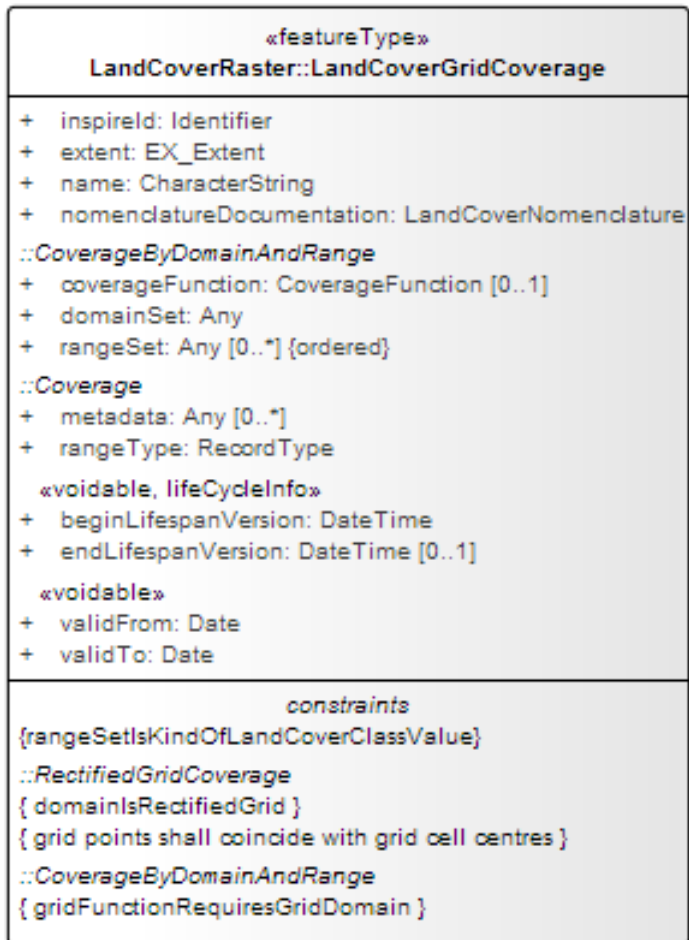 «featureType»
LandCoverRaster::LandCoverGridCoverage
+ inspireId: Identifier
+ extent: EX_Extent
+ name: CharacterString
+ nomenclatureDocumentation: LandCoverNomenclature
::CoverageByDomainAndRange
+ coverageFunction: CoverageFunction [0..1]
+ domainSet: Any
+ rangeSet: Any [0..*] {ordered}
::Coverage
+ metadata: Any [0..*]
+ rangeType: RecordType
«voidable, lifeCycleInfo»
+ beginLifespanVersion: DateTime
+ endLifespanVersion: DateTime [0..1]
«voidable»
+ validFrom: Date
+ validTo: Date
constraints
{rangeSetIsKindOfLandCoverClassValue}
::RectifiedGridCoverage
{ domainIsRectifiedGrid }
{ grid points shall coincide with grid cell centres }
::CoverageByDomainAndRange
{ gridFunctionRequiresGridDomain }